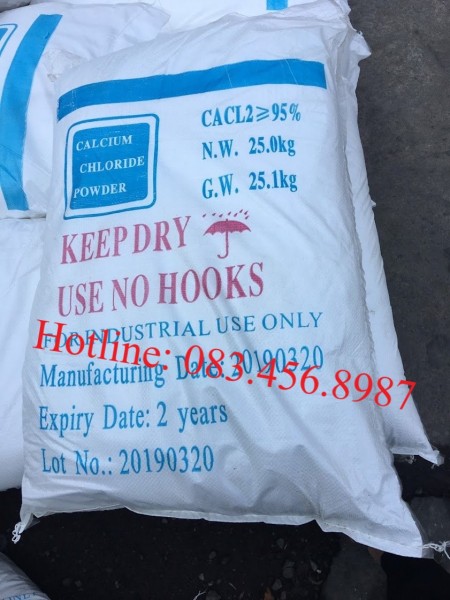 CALCIUM
CHLORIDE
POWDER
CACL2≥95%
N.W. 25.0kg
G.W. 25.1kg
KEEP DRY
USE NO HOOKS
FOR INDUSTRIAL USE ONLY
Hotline: 083.456.8987
Manufacturing Date: 20190320
Expiry Date: 2 years
Lot No.: 20190320